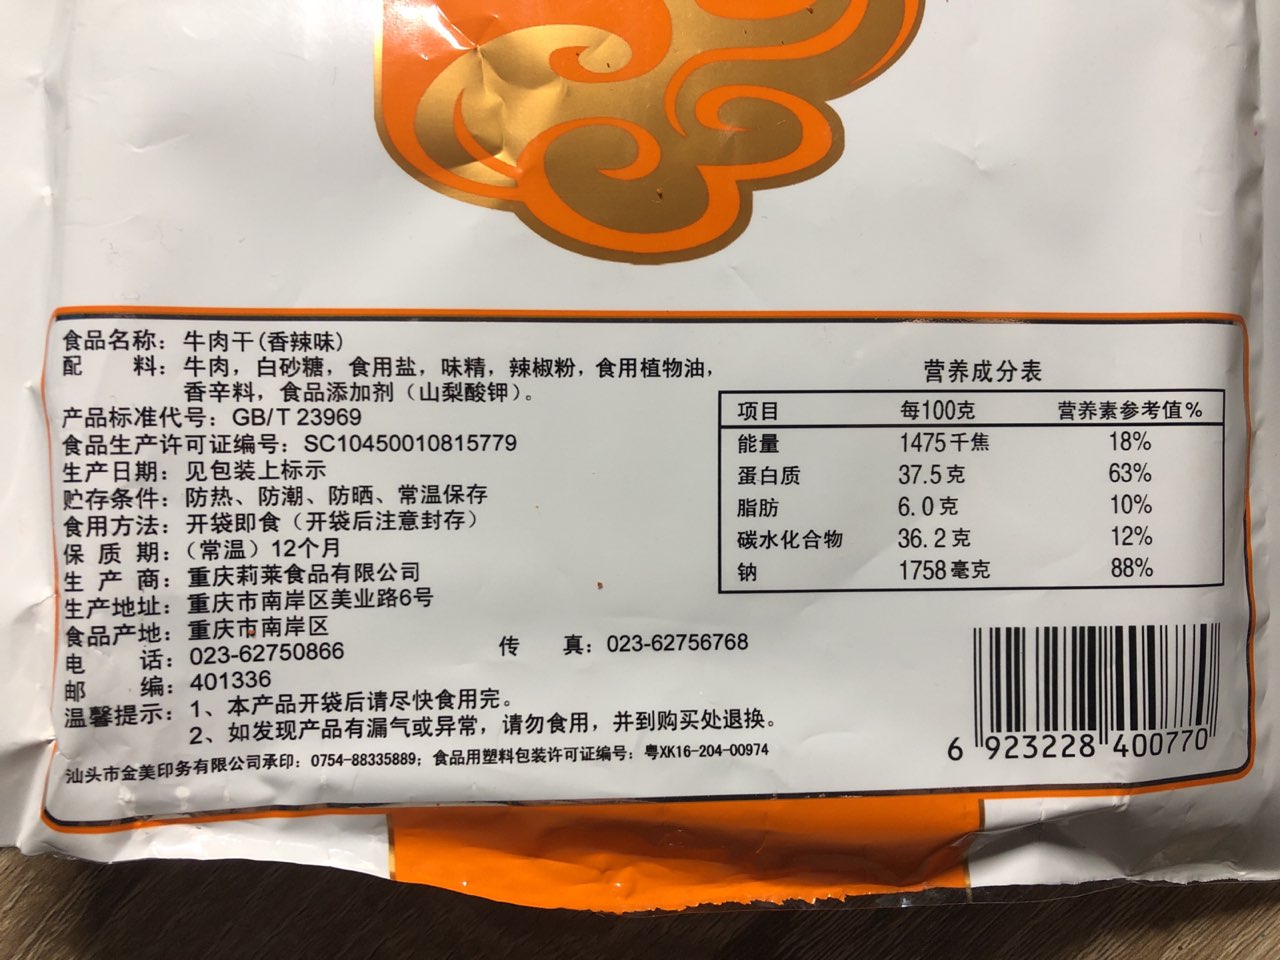 食品名称：牛肉干(香辣味)
配　　料：牛肉，白砂糖，食用盐，味精，辣椒粉，食用植物油，
香辛料，食品添加剂（山梨酸钾）。
产品标准代号：GB/T 23969
食品生产许可证编号：SC10450010815779
生产日期：见包装上标示
贮存条件：防热、防潮、防晒、常温保存
食用方法：开袋即食（开袋后注意封存）
保 质 期：（常温）12个月
生 产 商：重庆莉莱食品有限公司
生产地址：重庆市南岸区美业路6号
食品产地：重庆市南岸区
电　　话：023-62750866　传　　真：023-62756768
邮　　编：401336
温馨提示：1、本产品开袋后请尽快食用完。
2、如发现产品有漏气或异常，请勿食用，并到购买处退换。
汕头市金美印务有限公司承印：0754-88335889；食品用塑料包装许可证编号：粤XK16-204-00974
营养成分表
项目　每100克　营养素参考值%
能量　1475千焦　18%
蛋白质　37.5克　63%
脂肪　6.0克　10%
碳水化合物　36.2克　12%
钠　1758毫克　88%
6 923228 400770